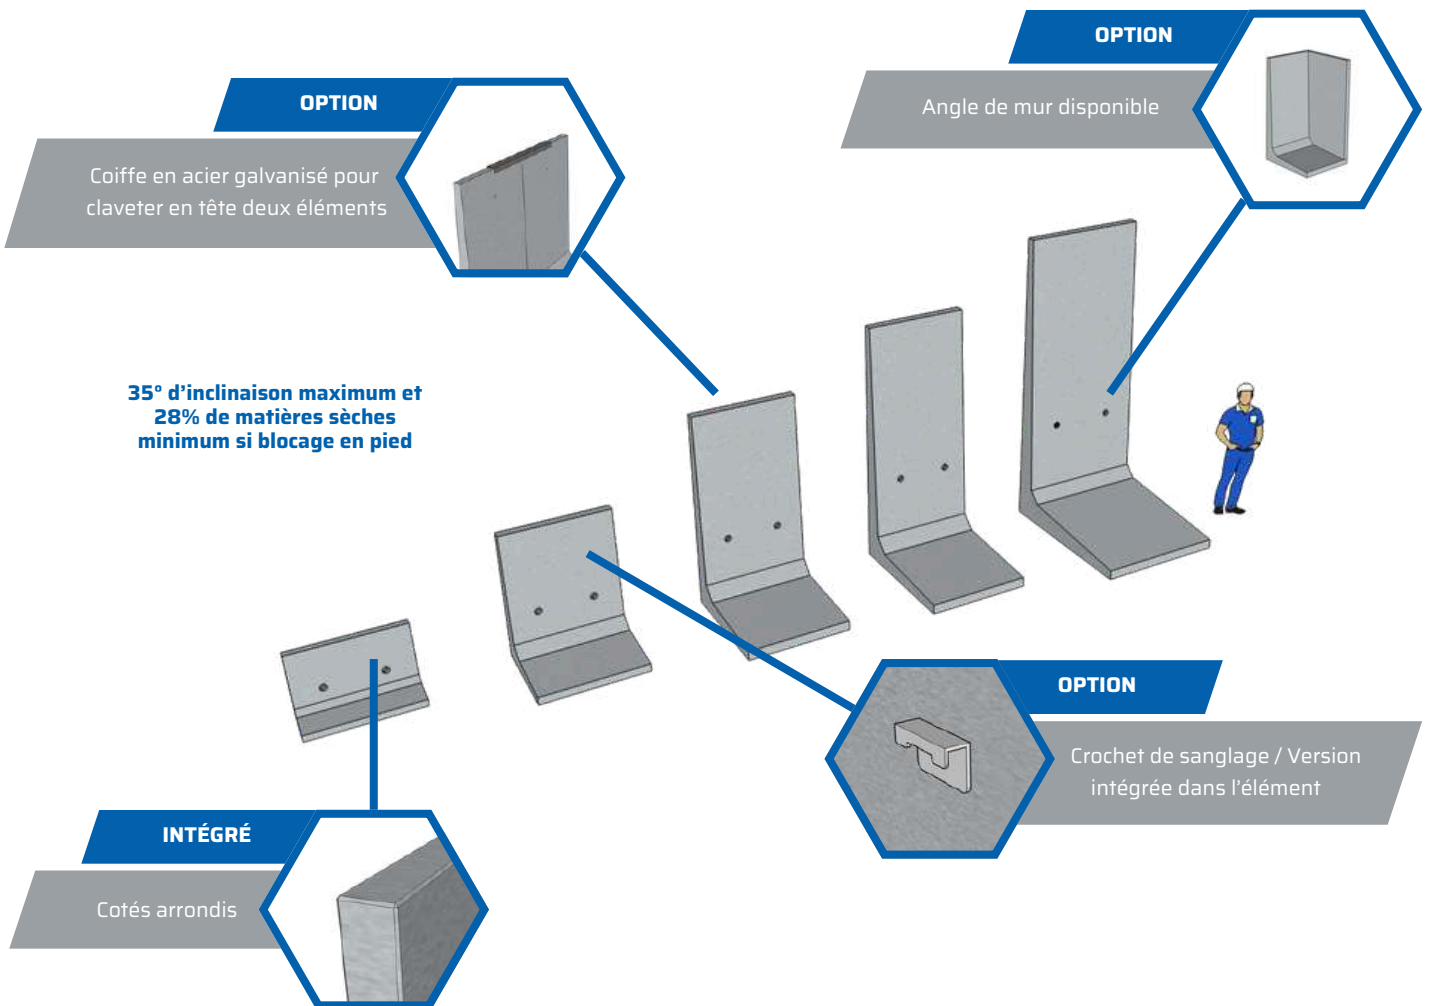 OPTION
Angle de mur disponible
OPTION
Coiffe en acier galvanisé pour
claveter en tête deux éléments
35° d'inclinaison maximum et
28% de matières sèches
minimum si blocage en pied
OPTION
Crochet de sanglage / Version
intégrée dans l'élément
INTÉGRÉ
Cotés arrondis